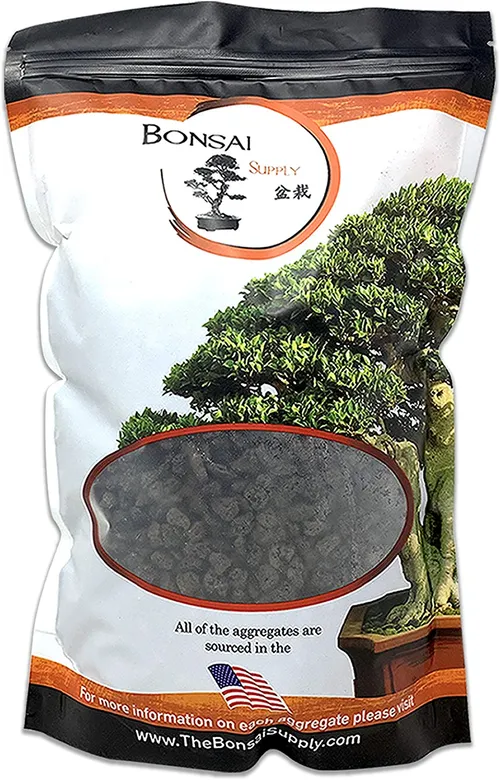 BONSAI
SUPPLY
盆栽
All of the aggregates are
sourced in the
For more information on each aggregate please visit
www.TheBonsaiSupply.com